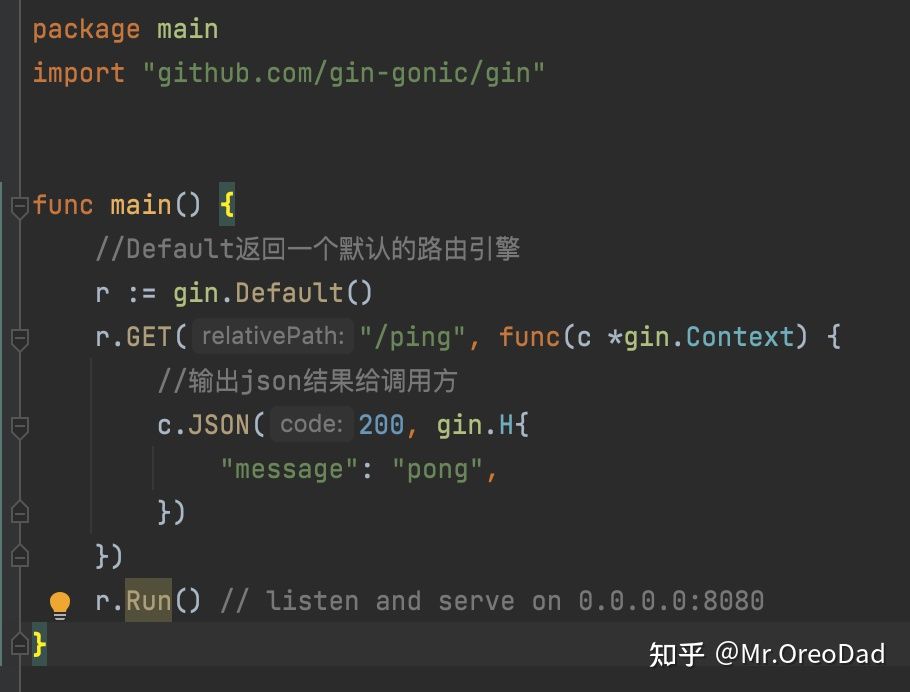 package main
import "github.com/gin-gonic/gin"
func main() {
    //Default返回一个默认的路由引擎
    r := gin.Default()
    r.GET( relativePath: "/ping", func(c *gin.Context) {
        //输出json结果给调用方
        c.JSON( code: 200, gin.H{
            "message": "pong",
        })
    })
    r.Run() // listen and serve on 0.0.0.0:8080
}
知乎 @Mr.OreoDad